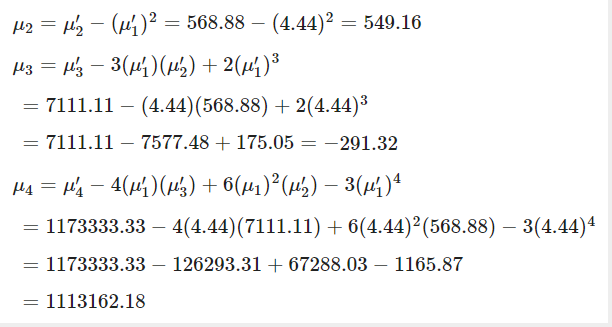 μ₂ = μ′₂ − (μ′₁)² = 568.88 − (4.44)² = 549.16
μ₃ = μ′₃ − 3(μ′₁)(μ′₂) + 2(μ′₁)³
= 7111.11 − (4.44)(568.88) + 2(4.44)³
= 7111.11 − 7577.48 + 175.05 = −291.32
μ₄ = μ′₄ − 4(μ′₁)(μ′₃) + 6(μ₁)²(μ′₂) − 3(μ′₁)⁴
= 1173333.33 − 4(4.44)(7111.11) + 6(4.44)²(568.88) − 3(4.44)⁴
= 1173333.33 − 126293.31 + 67288.03 − 1165.87
= 1113162.18